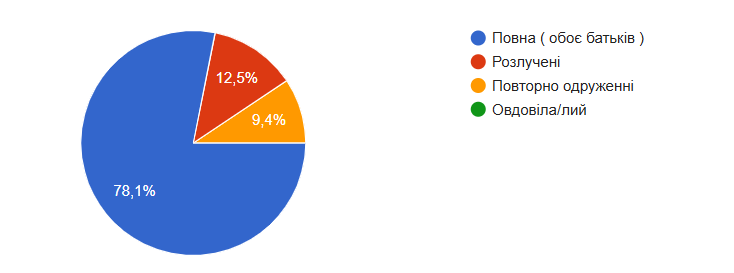 12,5%
9,4%
78,1%
Повна ( обоє батьків )
Розлучені
Повторно одруженні
Овдовіла/лий